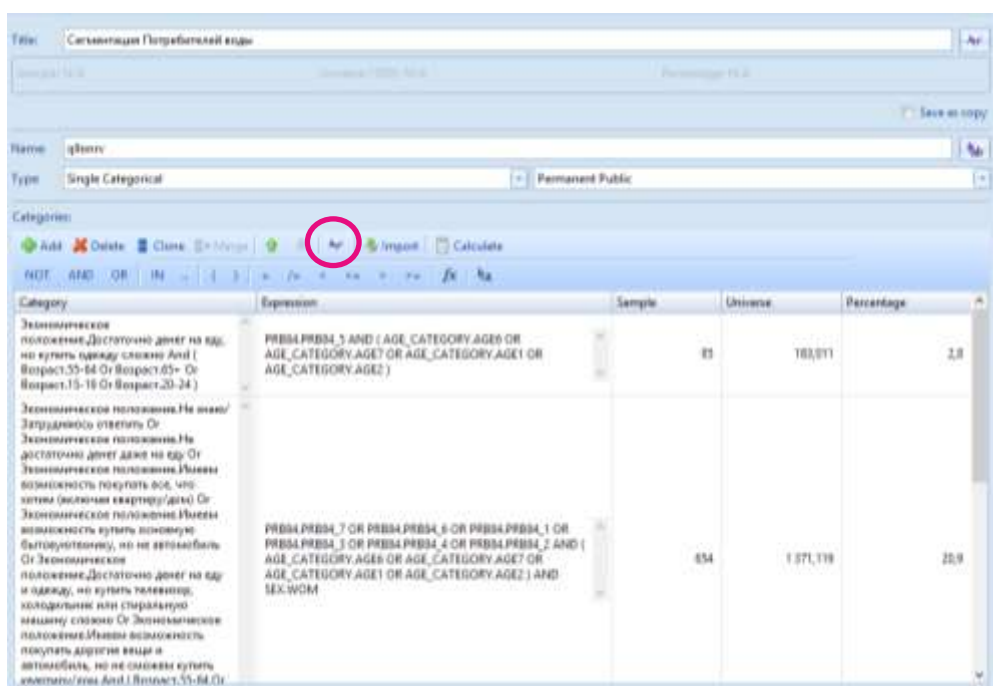 Title:
Сегментация Потребителей воды
Save as copy
Name
Type
Single Categorical
Permanent Public
Categories:
Add Delete Clone Merge Import Calculate
NOT AND OR IN
Category Expression Sample Universe Percentage
Экономическое
положение.Достаточно денег на еду,
но купить одежду сложно And (
Возраст.55-64 Or Возраст.65+ Or
Возраст.15-19 Or Возраст.20-24 )
PRB84.PRB84_5 AND ( AGE_CATEGORY.AGE6 OR
AGE_CATEGORY.AGE7 OR AGE_CATEGORY.AGE1 OR
AGE_CATEGORY.AGE2 )
85
183,011
2,8
Экономическое положение.Не знаю/
Затрудняюсь ответить Or
Экономическое положение.Не
достаточно денег даже на еду Or
Экономическое положение.Имеем
возможность покупать все, что
хотим (включая квартиру/дом) Or
Экономическое положение.Имеем
возможность купить основную
бытовуютехнику, но не автомобиль
Or Экономическое
положение.Достаточно денег на еду
и одежду, но купить телевизор,
холодильник или стиральную
машину сложно Or Экономическое
положение.Имеем возможность
покупать дорогие вещи и
автомобиль, но не сможем купить
квартиру/дом And ( Возраст.55-64 Or
PRB84.PRB84_7 OR PRB84.PRB84_6 OR PRB84.PRB84_1 OR
PRB84.PRB84_3 OR PRB84.PRB84_4 OR PRB84.PRB84_2 AND (
AGE_CATEGORY.AGE6 OR AGE_CATEGORY.AGE7 OR
AGE_CATEGORY.AGE1 OR AGE_CATEGORY.AGE2 ) AND
SEX.WOM
654
1 371,119
20,9